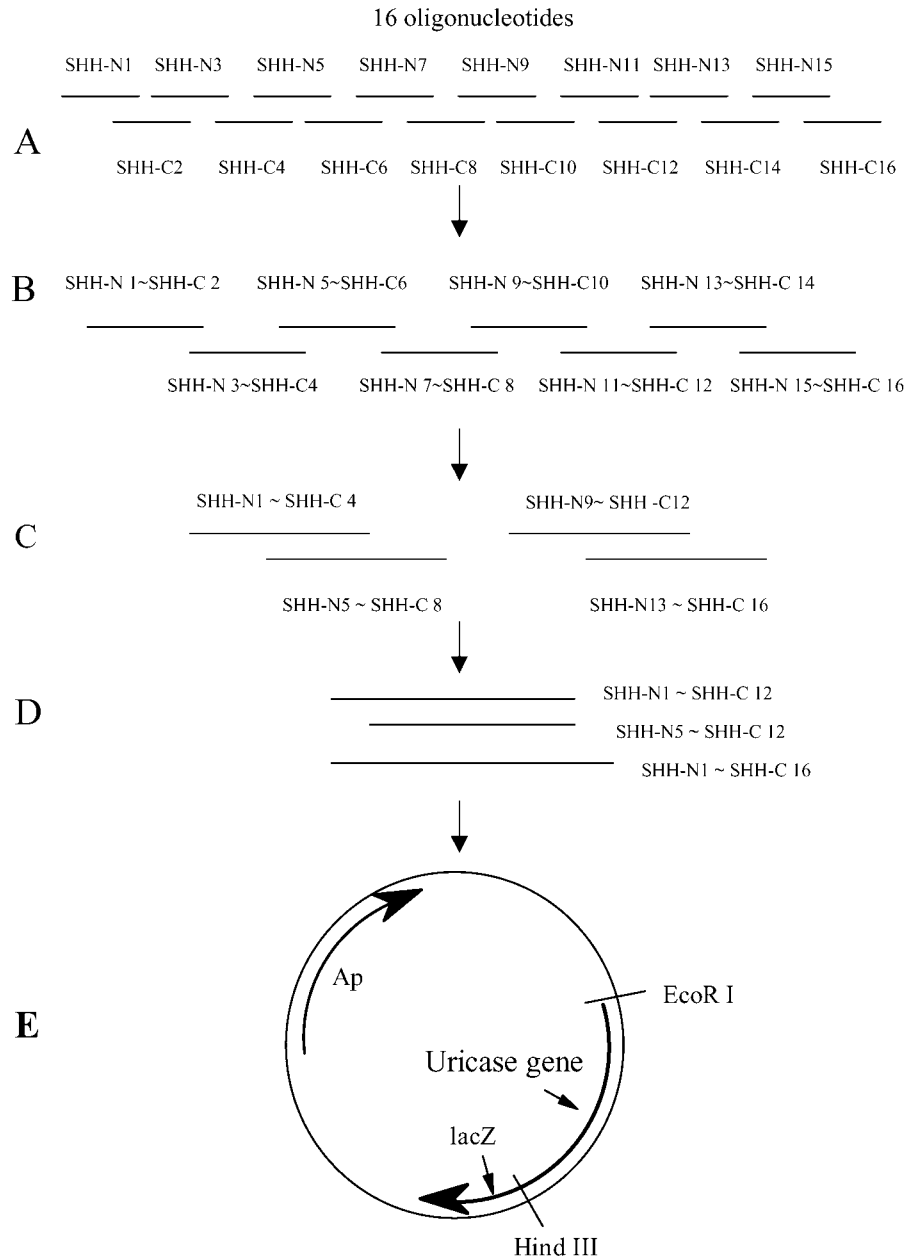 16 oligonucleotides
SHH-N1 SHH-N3 SHH-N5 SHH-N7 SHH-N9 SHH-N11 SHH-N13 SHH-N15
A
SHH-C2 SHH-C4 SHH-C6 SHH-C8 SHH-C10 SHH-C12 SHH-C14 SHH-C16
B
SHH-N 1~SHH-C 2 SHH-N 5~SHH-C6 SHH-N 9~SHH-C10 SHH-N 13~SHH-C 14
SHH-N 3~SHH-C4 SHH-N 7~SHH-C 8 SHH-N 11~SHH-C 12 SHH-N 15~SHH-C 16
SHH-N1 ~ SHH-C 4 SHH-N9~ SHH -C12
C
SHH-N5 ~ SHH-C 8 SHH-N13 ~ SHH-C 16
D
SHH-N1 ~ SHH-C 12
SHH-N5 ~ SHH-C 12
SHH-N1 ~ SHH-C 16
Ap
EcoR I
E
Uricase gene
lacZ
Hind III